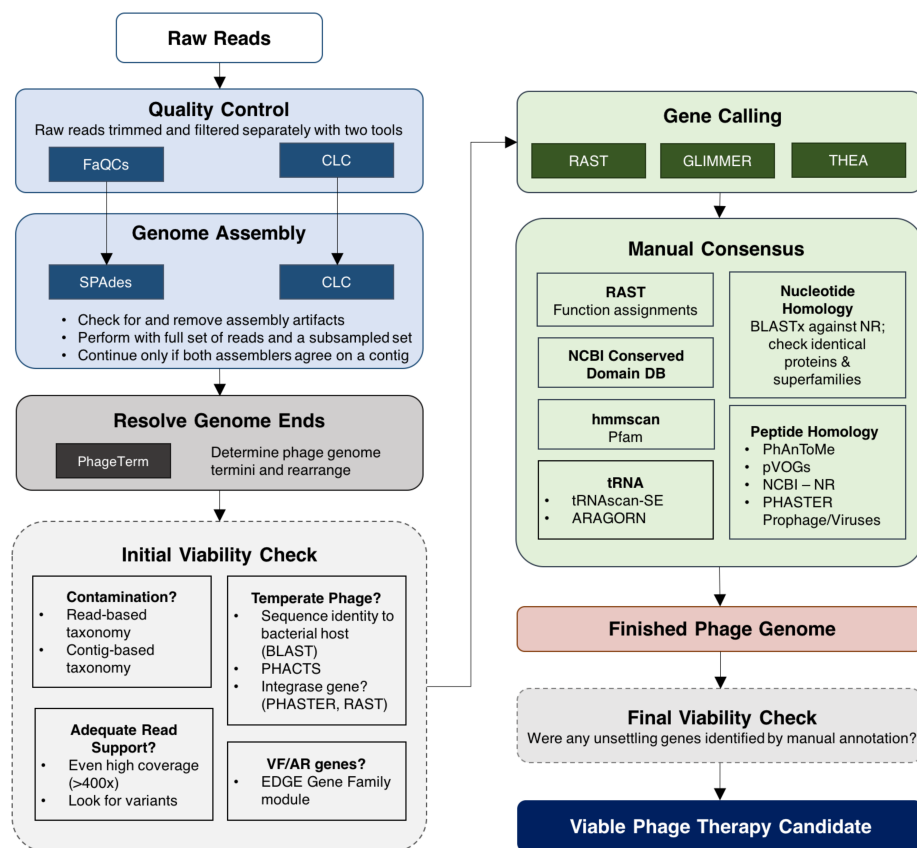 Raw Reads
Quality Control
Raw reads trimmed and filtered separately with two tools
FaQCs
CLC
Genome Assembly
SPAdes
CLC
• Check for and remove assembly artifacts
• Perform with full set of reads and a subsampled set
• Continue only if both assemblers agree on a contig
Resolve Genome Ends
PhageTerm
Determine phage genome
termini and rearrange
Initial Viability Check
Contamination?
• Read-based
taxonomy
• Contig-based
taxonomy
Temperate Phage?
• Sequence identity to
bacterial host
(BLAST)
• PHACTS
• Integrase gene?
(PHASTER, RAST)
Adequate Read
Support?
• Even high coverage
(>400x)
• Look for variants
VF/AR genes?
• EDGE Gene Family
module
Gene Calling
RAST
GLIMMER
THEA
Manual Consensus
RAST
Function assignments
NCBI Conserved
Domain DB
hmmscan
Pfam
tRNA
• tRNAscan-SE
• ARAGORN
Nucleotide
Homology
BLASTx against NR;
check identical
proteins &
superfamilies
Peptide Homology
• PhAnToMe
• pVOGs
• NCBI – NR
• PHASTER
Prophage/Viruses
Finished Phage Genome
Final Viability Check
Were any unsettling genes identified by manual annotation?
Viable Phage Therapy Candidate